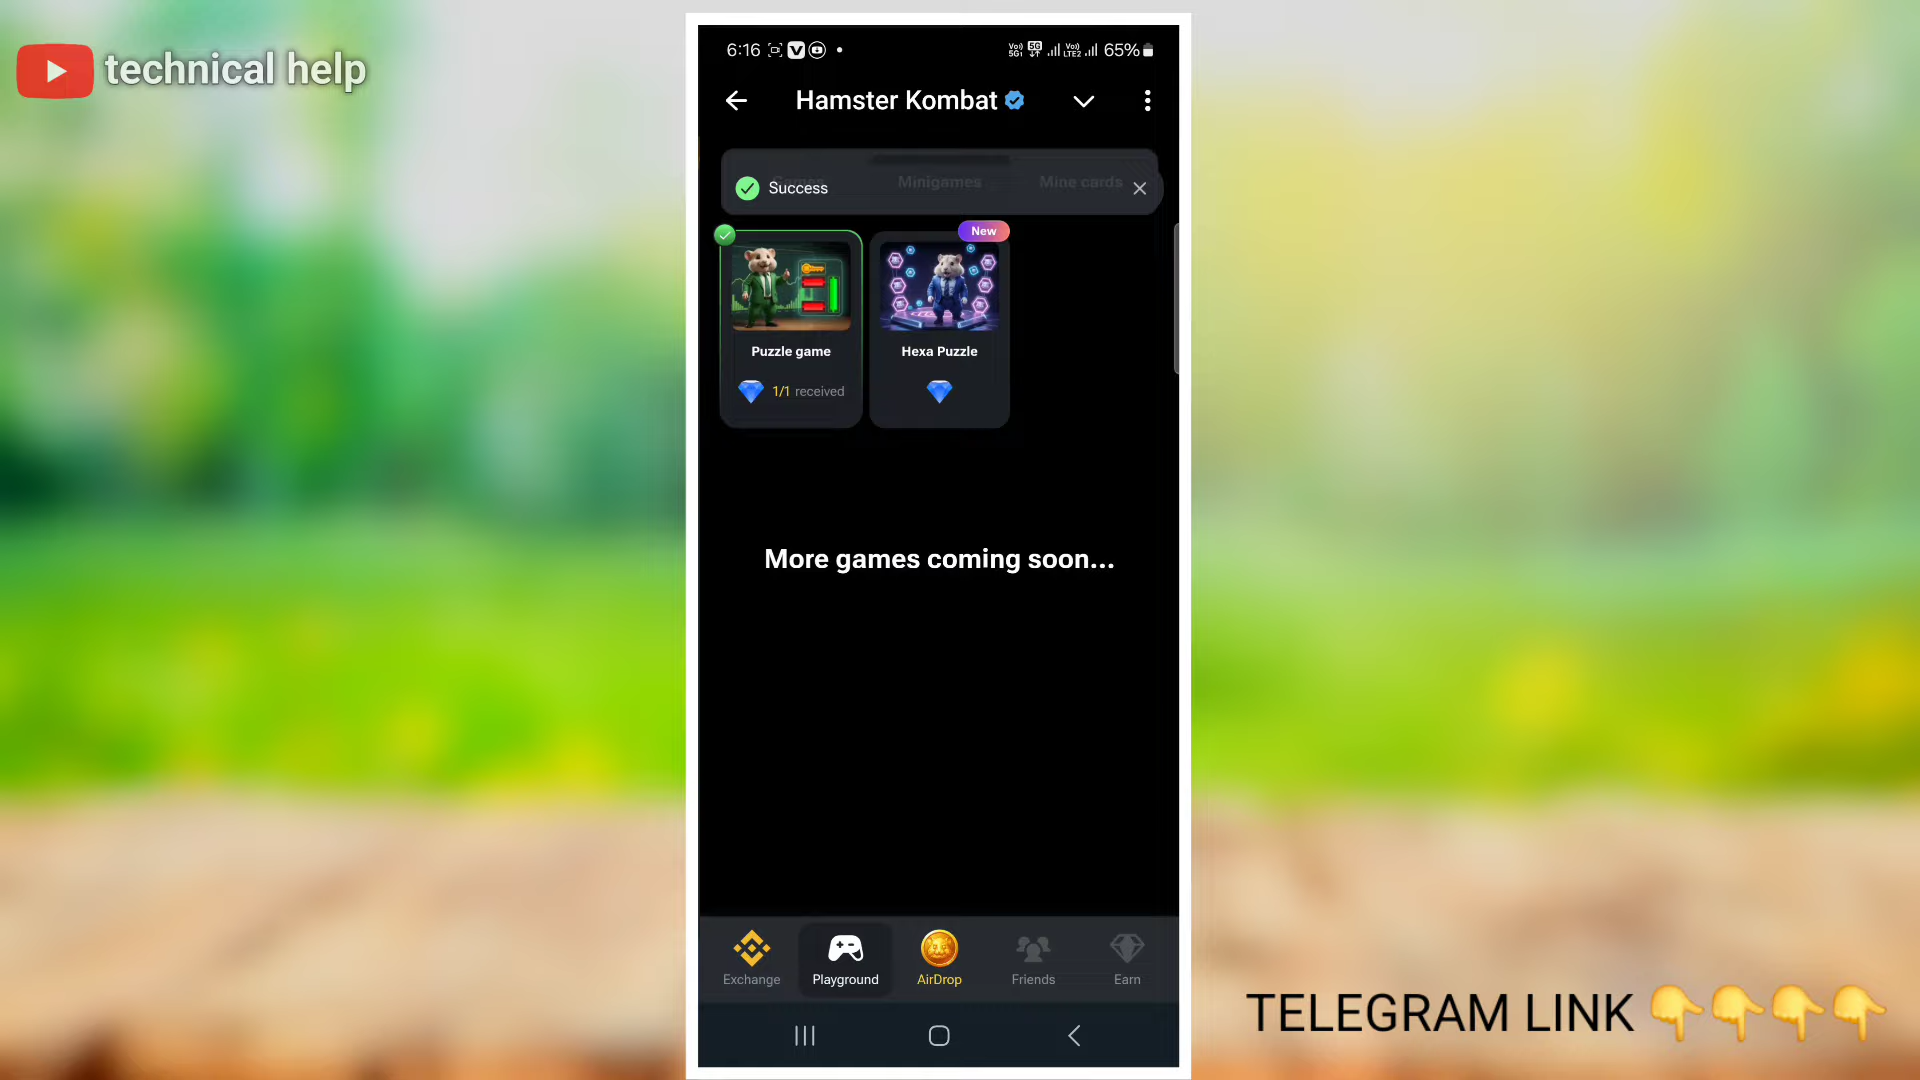 technical help
6:16 65%
Hamster Kombat
Games Minigames Mine cards
Success
New
Puzzle game
Hexa Puzzle
1/1 received
More games coming soon...
Exchange
Playground
AirDrop
Friends
Earn
TELEGRAM LINK 👇👇👇👇